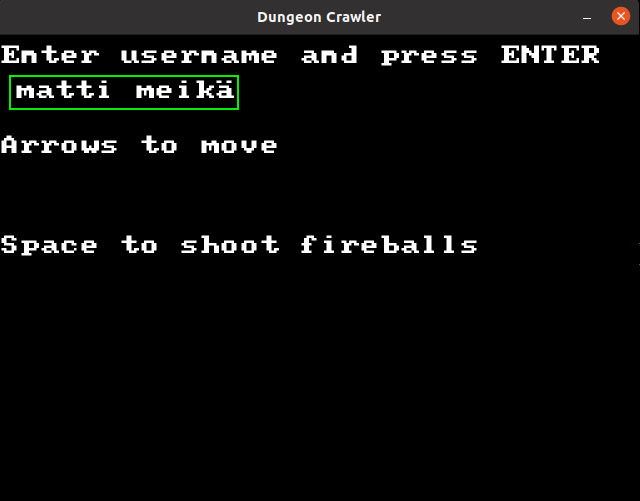 Dungeon Crawler
Enter username and press ENTER
matti meikä
Arrows to move
Space to shoot fireballs